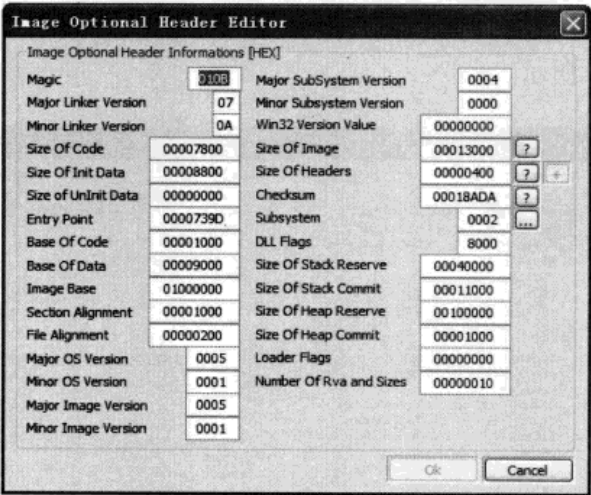 Image Optional Header Editor
Image Optional Header Informations [HEX]
Magic 010B Major SubSystem Version 0004
Major Linker Version 07 Minor Subsystem Version 0000
Minor Linker Version 0A Win32 Version Value 00000000
Size Of Code 00007800 Size Of Image 00013000 ?
Size Of Init Data 00008800 Size Of Headers 00000400 ? +
Size of UnInit Data 00000000 Checksum 00018ADA ?
Entry Point 0000739D Subsystem 0002 ...
Base Of Code 00001000 DLL Flags 8000
Base Of Data 00009000 Size Of Stack Reserve 00040000
Image Base 01000000 Size Of Stack Commit 00011000
Section Alignment 00001000 Size Of Heap Reserve 00100000
File Alignment 00000200 Size Of Heap Commit 00001000
Major OS Version 0005 Loader Flags 00000000
Minor OS Version 0001 Number Of Rva and Sizes 00000010
Major Image Version 0005
Minor Image Version 0001
Ok Cancel